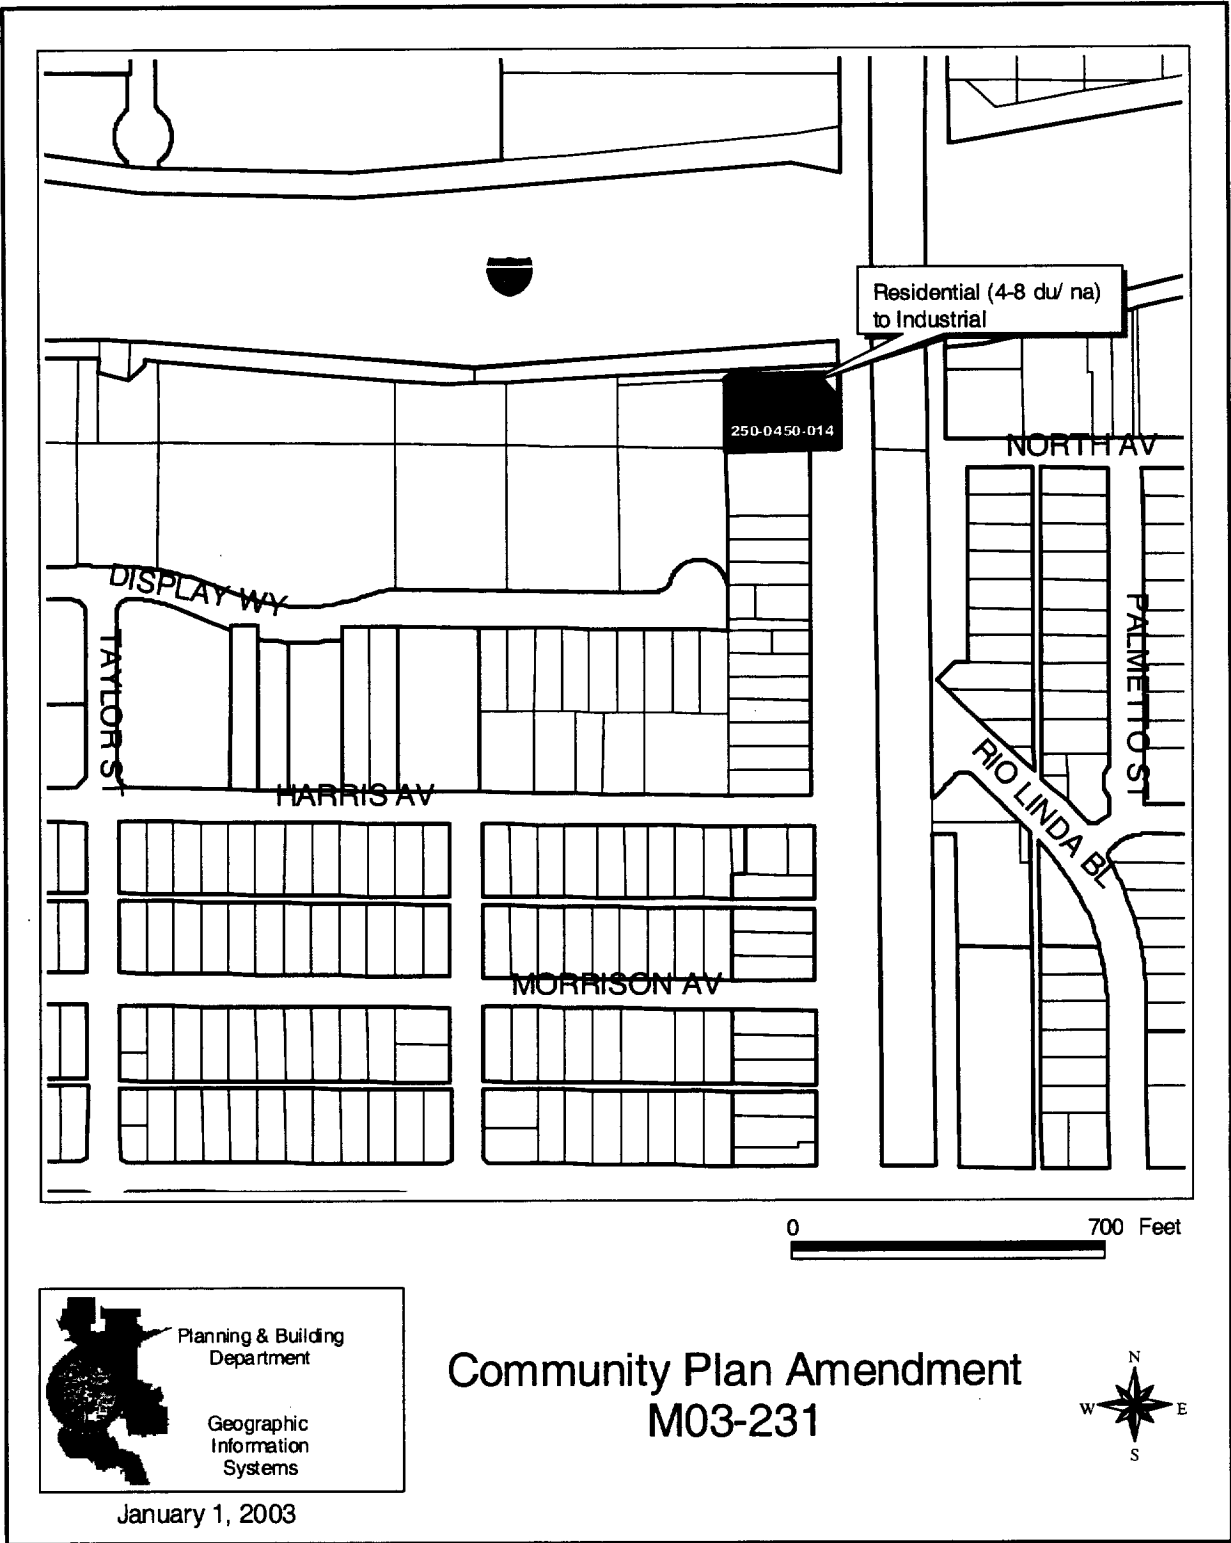 Residential (4-8 du/ na)
to Industrial
250-0450-014
NORTH AV
DISPLAY WY
TAYLOR ST
PALMETTO ST
RIO LINDA BL
HARRIS AV
MORRISON AV
0 700 Feet
Planning & Building
Department
Geographic
Information
Systems
Community Plan Amendment
M03-231
N
W E
S
January 1, 2003